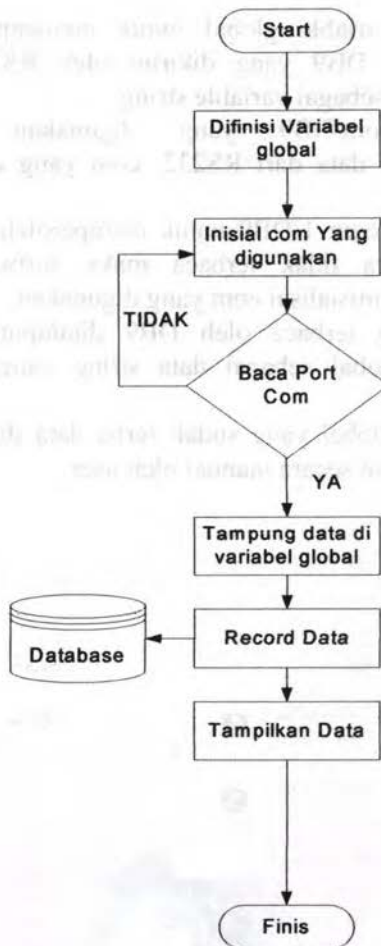 Start
Difinisi Variabel
global
Inisial com Yang
digunakan
TIDAK
Baca Port
Com
YA
Tampung data di
variabel global
Record Data
Database
Tampilkan Data
Finis